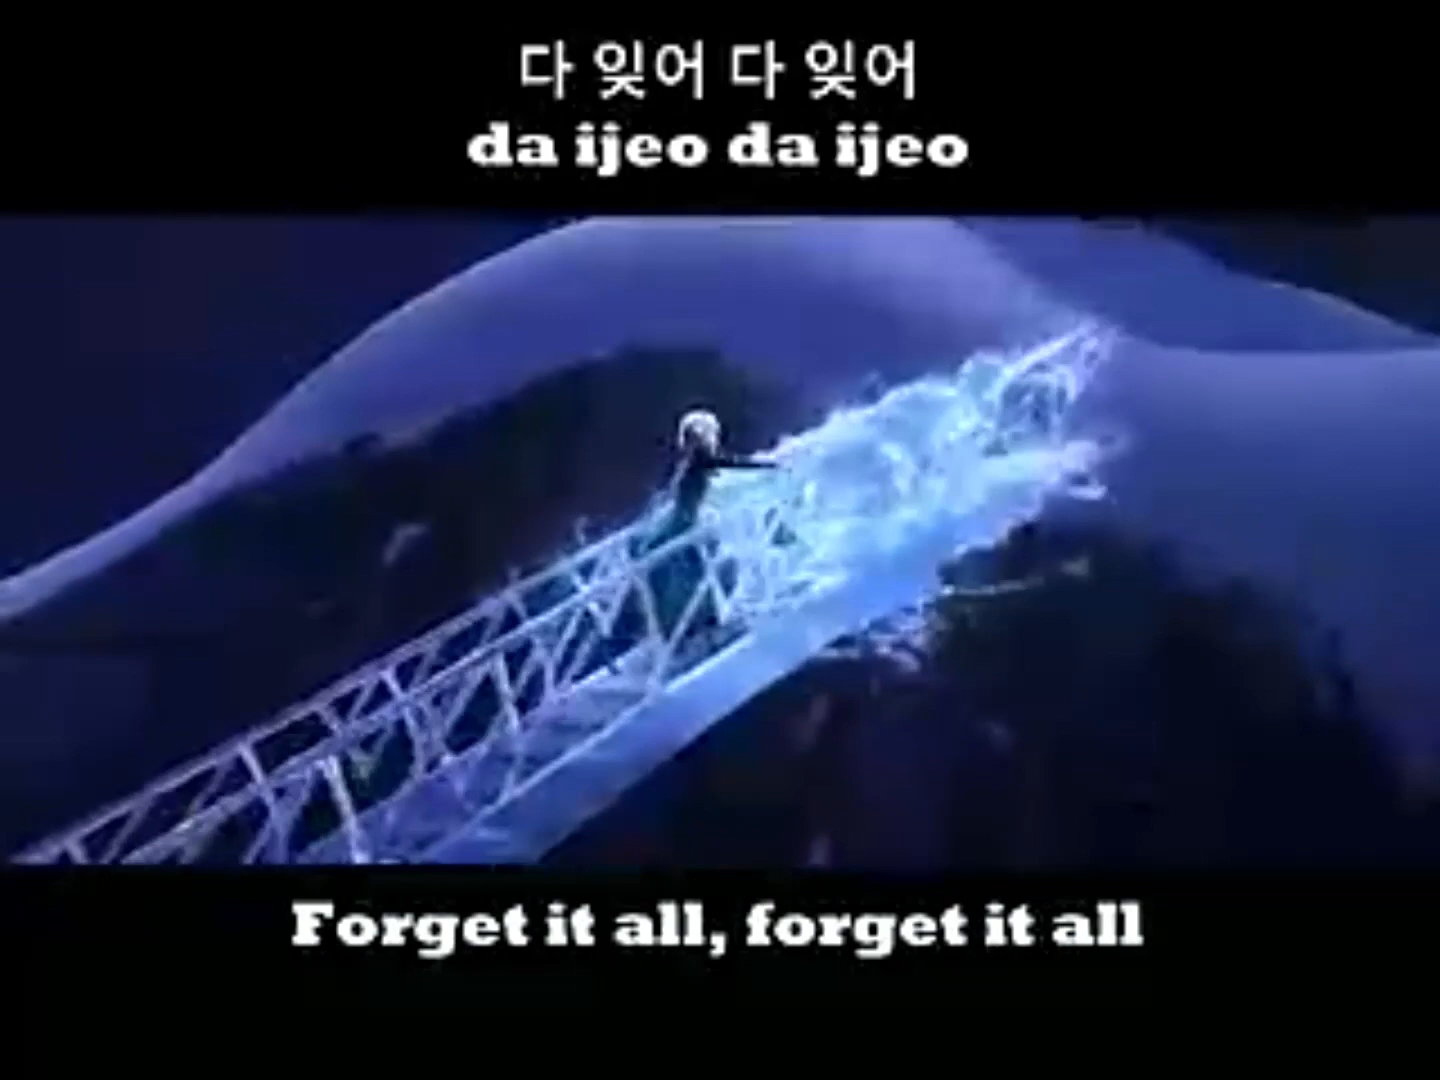 다 잊어 다 잊어
da ijeo da ijeo
Forget it all, forget it all